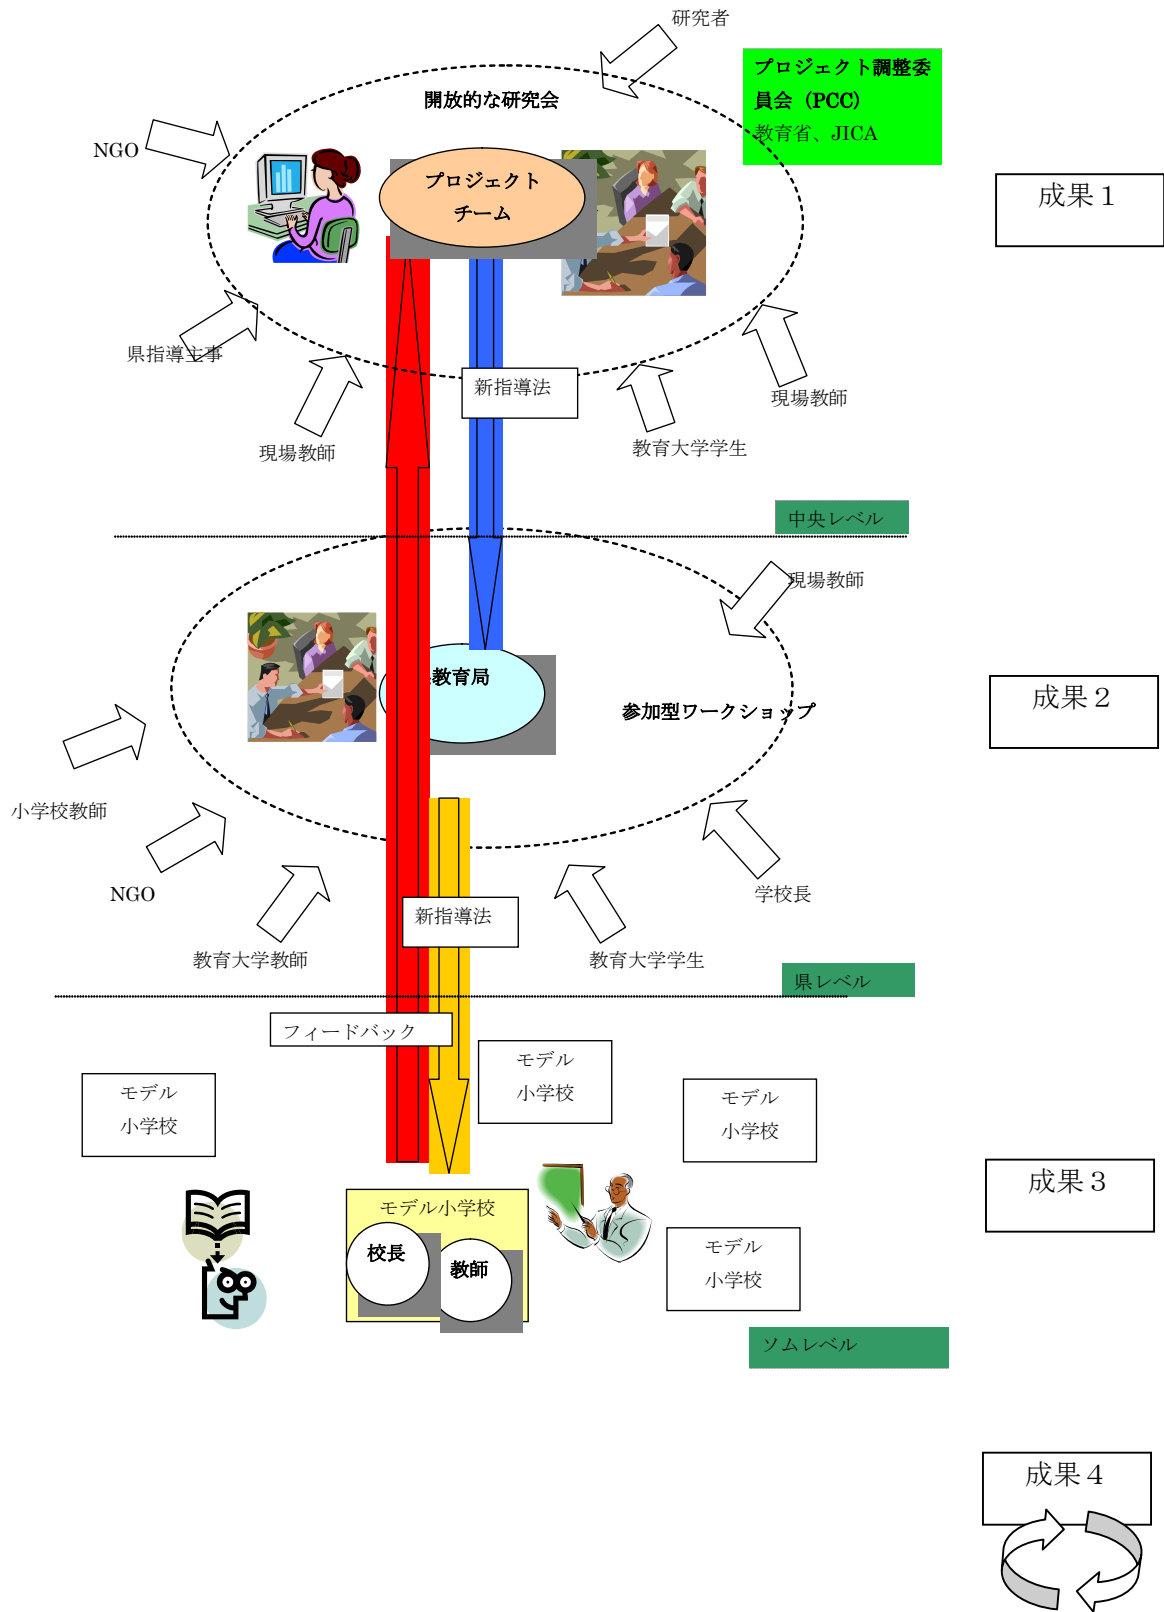 研究者
プロジェクト調整委
員会（PCC）
教育省、JICA
開放的な研究会
NGO
プロジェクト
チーム
成果１
県指導主事
新指導法
現場教師
現場教師
教育大学学生
中央レベル
現場教師
教育局
参加型ワークショップ
成果２
小学校教師
NGO
学校長
新指導法
教育大学教師
教育大学学生
県レベル
フィードバック
モデル
小学校
モデル
小学校
モデル
小学校
成果３
モデル小学校
校長
教師
モデル
小学校
ソムレベル
成果４